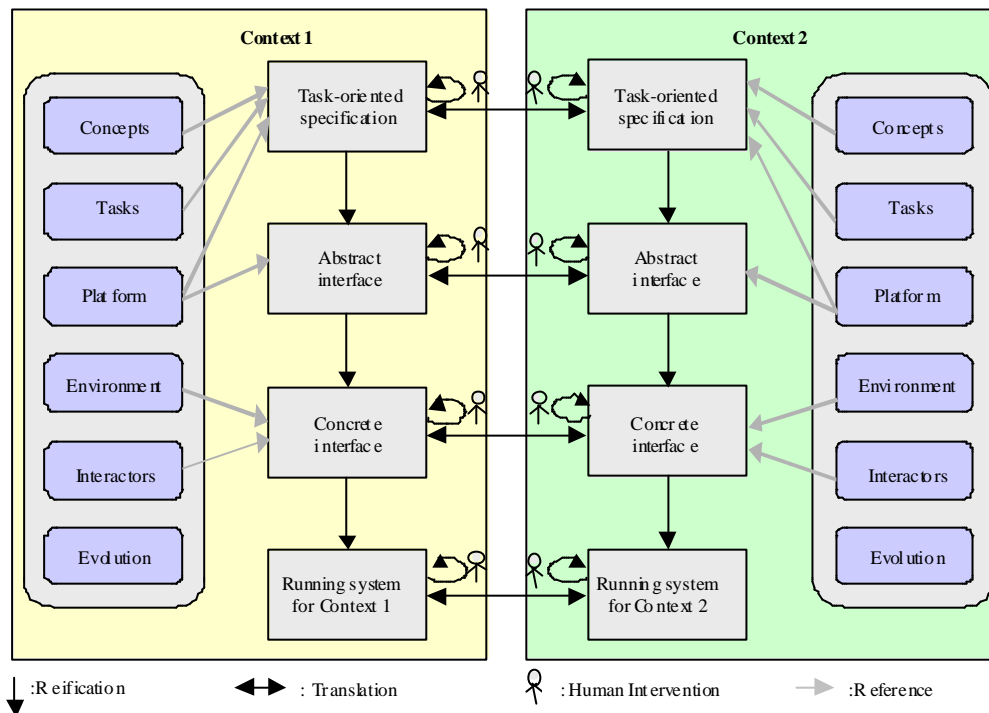 Context 1
Concepts
Tasks
Platform
Environment
Interactors
Evolution
Task-oriented
specification
Abstract
interface
Concrete
interface
Running system
for Context 1
Context 2
Task-oriented
specification
Abstract
interface
Concrete
interface
Running system
for Context 2
Concepts
Tasks
Platform
Environment
Interactors
Evolution
:Reification
: Translation
: Human Intervention
:Reference